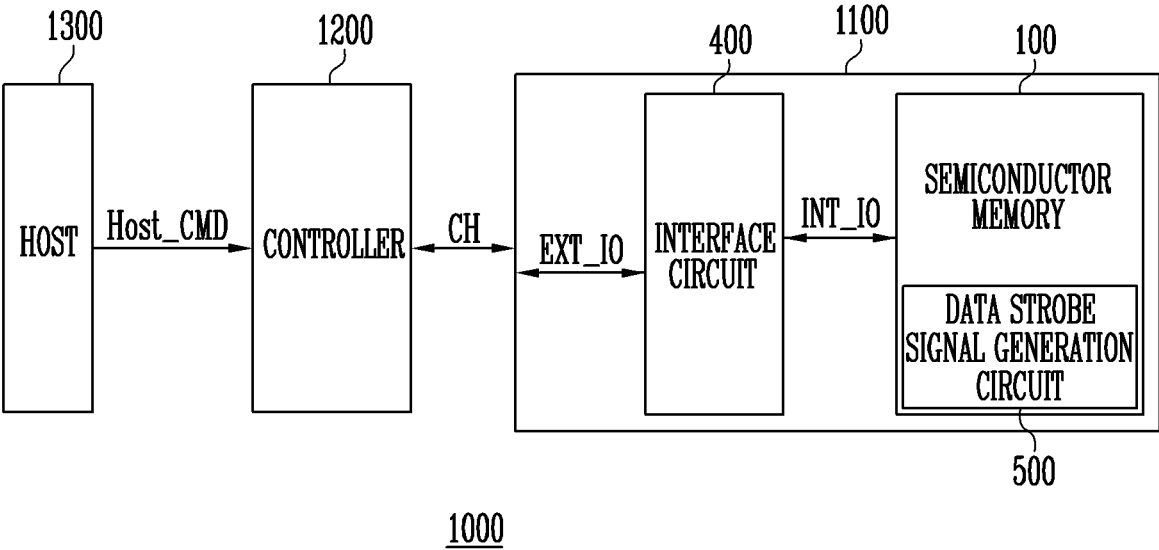 1300
1200
1100
400
100
HOST
Host_CMD
CONTROLLER
CH
EXT_IO
INTERFACE
CIRCUIT
INT_IO
SEMICONDUCTOR
MEMORY
DATA STROBE
SIGNAL GENERATION
CIRCUIT
500
1000